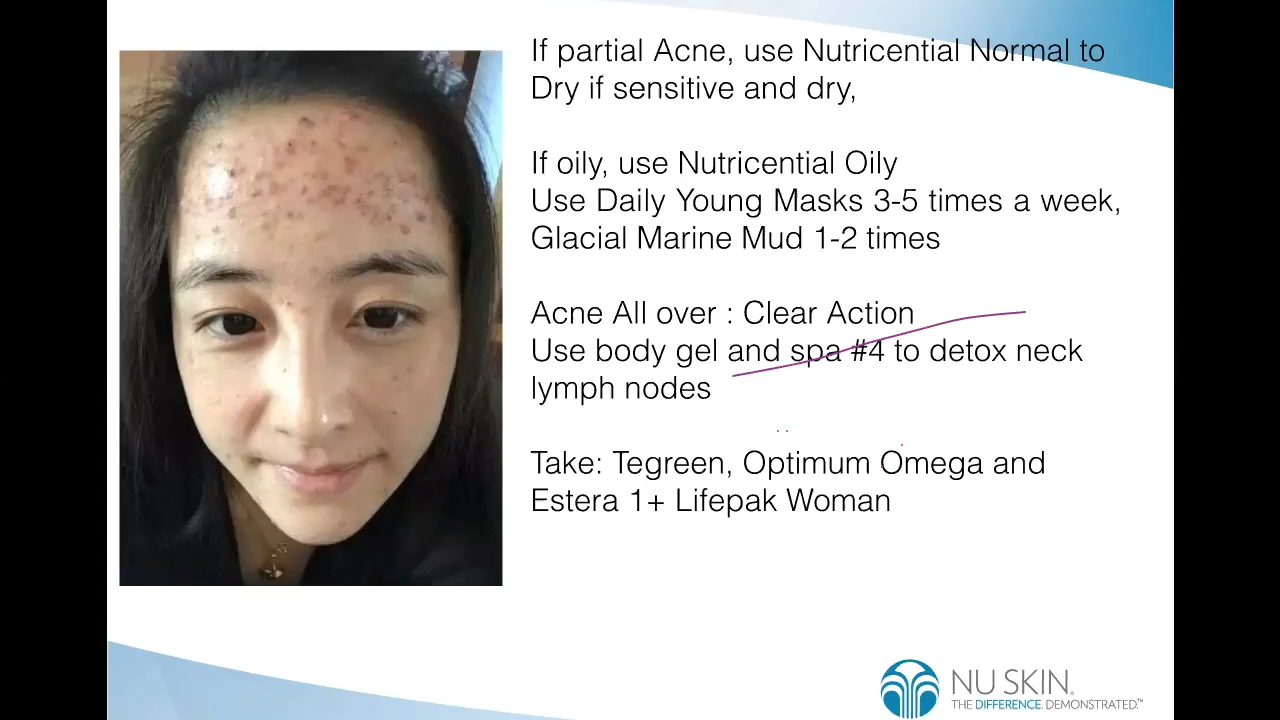 If partial Acne, use Nutricential Normal to
Dry if sensitive and dry,
If oily, use Nutricential Oily
Use Daily Young Masks 3-5 times a week,
Glacial Marine Mud 1-2 times
Acne All over : Clear Action
Use body gel and spa #4 to detox neck
lymph nodes
Take: Tegreen, Optimum Omega and
Estera 1+ Lifepak Woman
NU SKIN®
THE DIFFERENCE. DEMONSTRATED.™